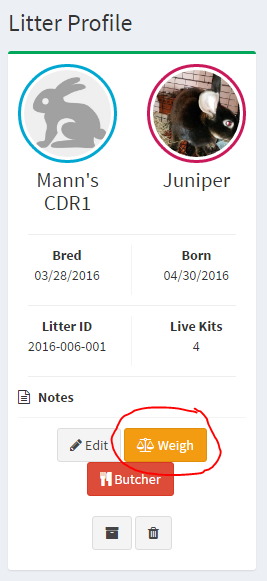 Litter Profile
Mann's
CDR1
Juniper
Bred
03/28/2016
Born
04/30/2016
Litter ID
2016-006-001
Live Kits
4
Notes
Edit
Weigh
Butcher